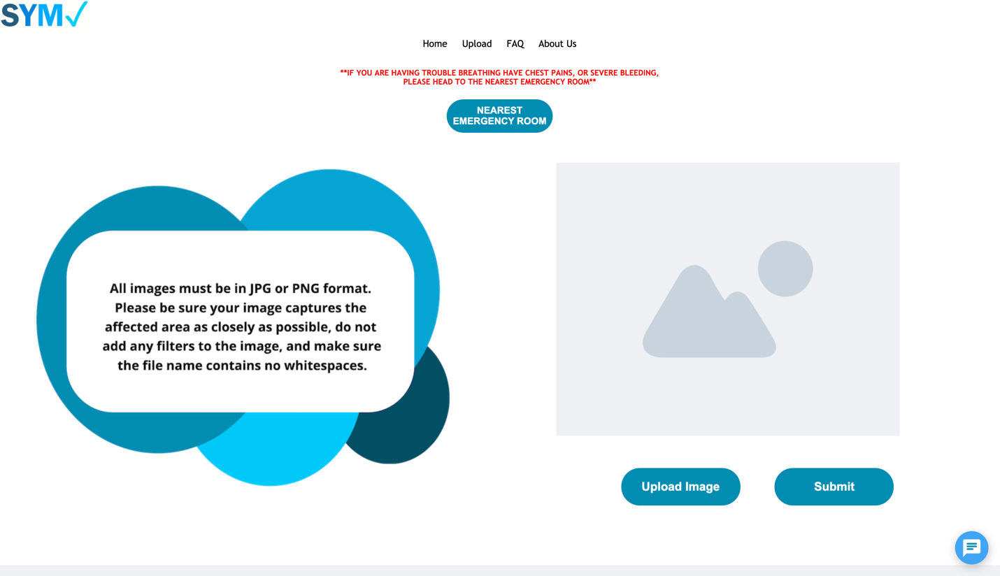 SYM✓
Home Upload FAQ About Us
**IF YOU ARE HAVING TROUBLE BREATHING HAVE CHEST PAINS, OR SEVERE BLEEDING,
PLEASE HEAD TO THE NEAREST EMERGENCY ROOM**
NEAREST
EMERGENCY ROOM
All images must be in JPG or PNG format.
Please be sure your image captures the
affected area as closely as possible, do not
add any filters to the image, and make sure
the file name contains no whitespaces.
Upload Image Submit